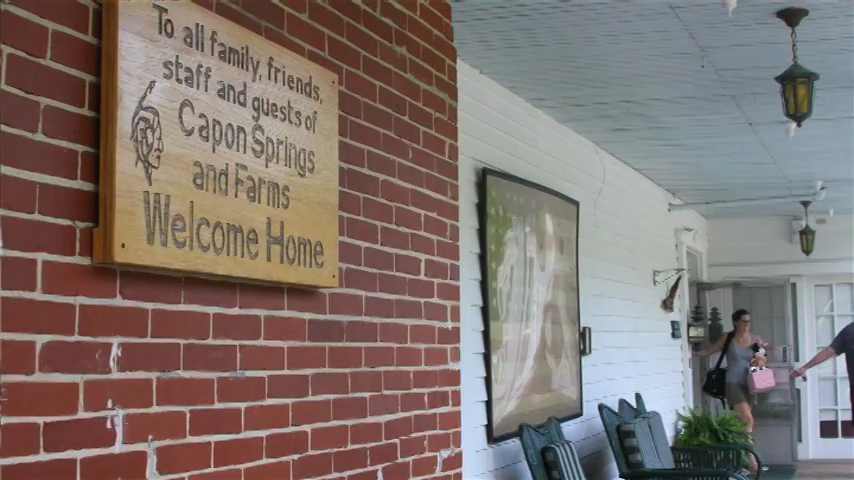 To all family, friends,
staff and guests of
Capon Springs
and Farms
Welcome Home